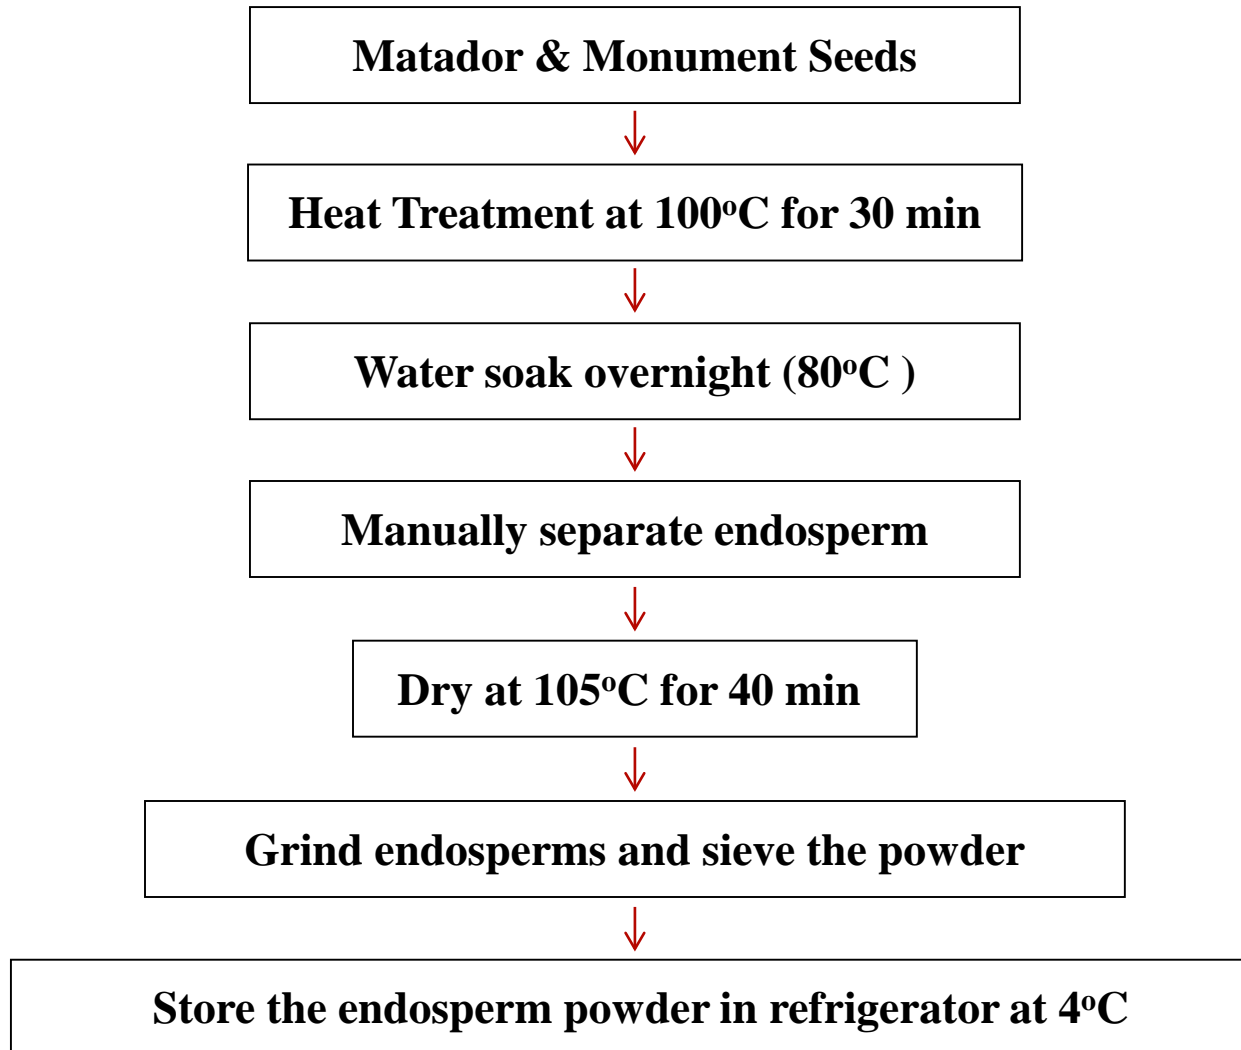 Matador & Monument Seeds
Heat Treatment at 100ºC for 30 min
Water soak overnight (80ºC )
Manually separate endosperm
Dry at 105ºC for 40 min
Grind endosperms and sieve the powder
Store the endosperm powder in refrigerator at 4ºC